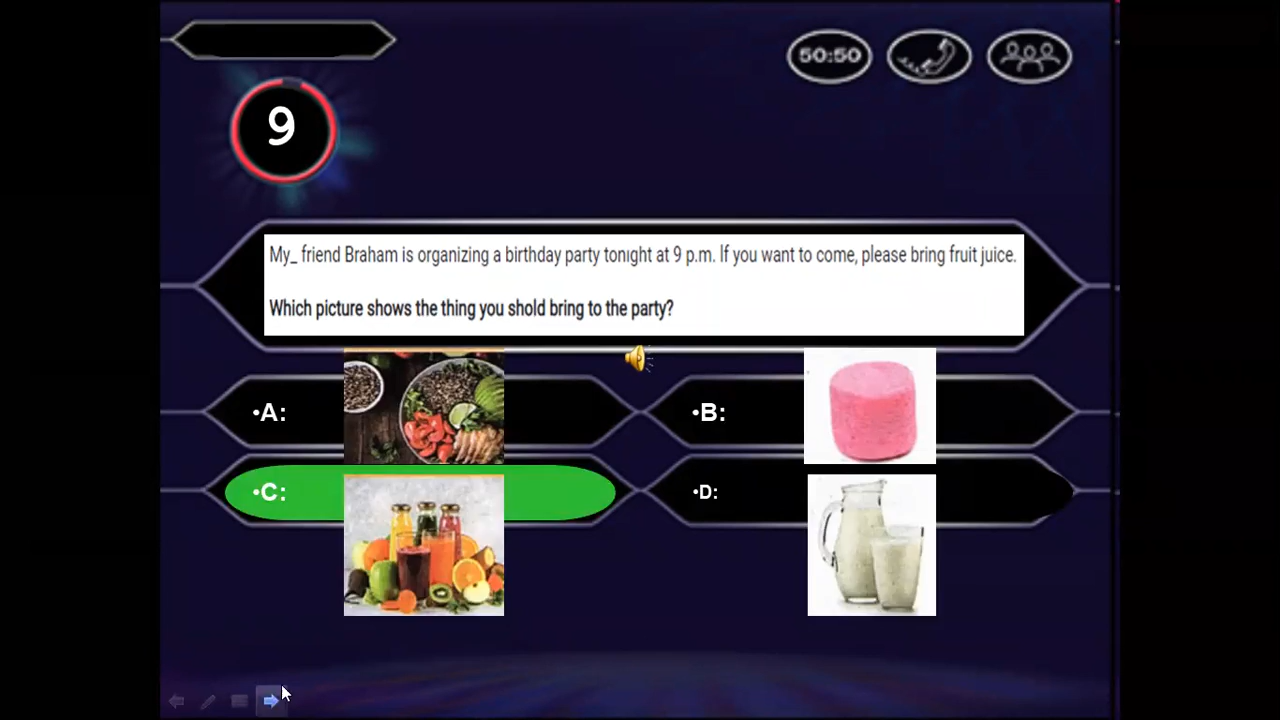 50:50
9
My_ friend Braham is organizing a birthday party tonight at 9 p.m. If you want to come, please bring fruit juice.
Which picture shows the thing you shold bring to the party?
•A:
•B:
•C:
•D: